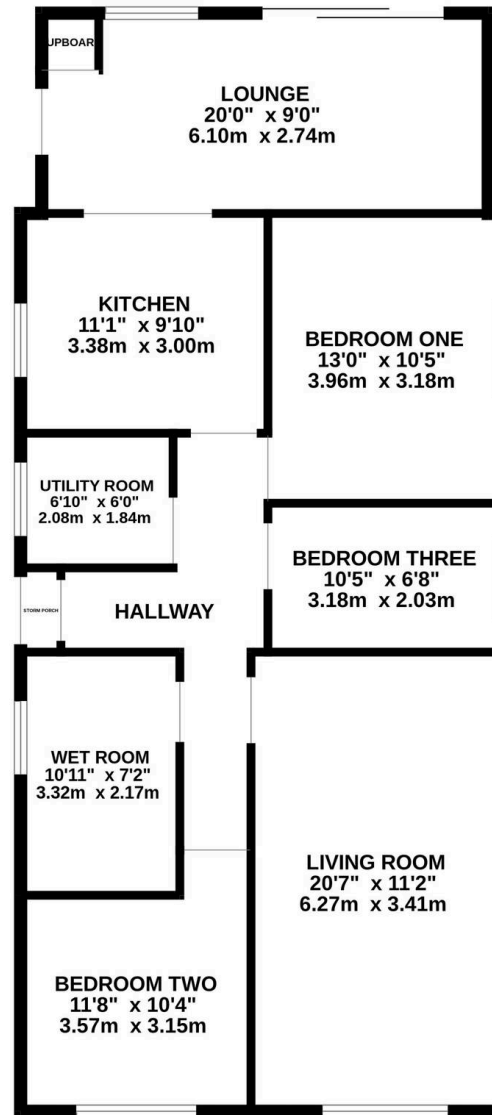 UPBOAR
LOUNGE
20'0" x 9'0"
6.10m x 2.74m
KITCHEN
11'1" x 9'10"
3.38m x 3.00m
BEDROOM ONE
13'0" x 10'5"
3.96m x 3.18m
UTILITY ROOM
6'10" x 6'0"
2.08m x 1.84m
BEDROOM THREE
10'5" x 6'8"
3.18m x 2.03m
STORM PORCH
HALLWAY
WET ROOM
10'11" x 7'2"
3.32m x 2.17m
LIVING ROOM
20'7" x 11'2"
6.27m x 3.41m
BEDROOM TWO
11'8" x 10'4"
3.57m x 3.15m